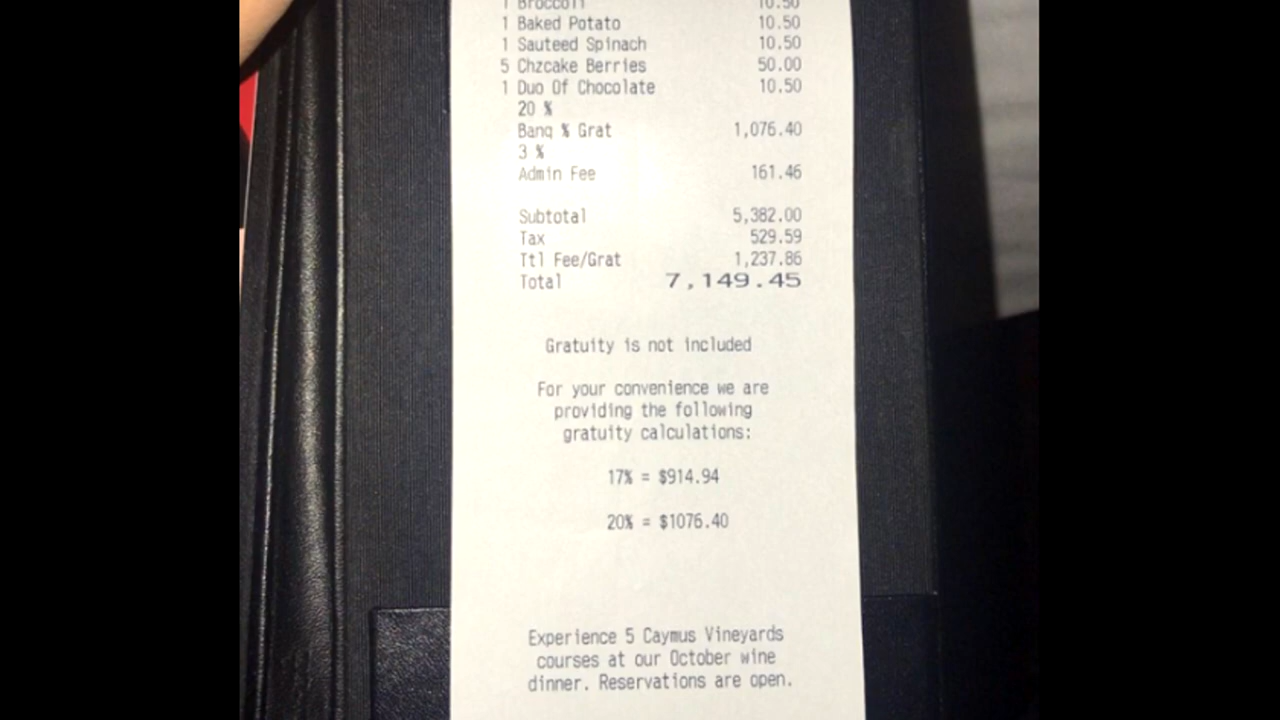 1 Broccoli 10.50
1 Baked Potato 10.50
1 Sauteed Spinach 10.50
5 Chzcake Berries 50.00
1 Duo Of Chocolate 10.50
20 %
Banq % Grat 1,076.40
3 %
Admin Fee 161.46
Subtotal 5,382.00
Tax 529.59
Ttl Fee/Grat 1,237.86
Total 7,149.45
Gratuity is not included
For your convenience we are
providing the following
gratuity calculations:
17% = $914.94
20% = $1076.40
Experience 5 Caymus Vineyards
courses at our October wine
dinner. Reservations are open.